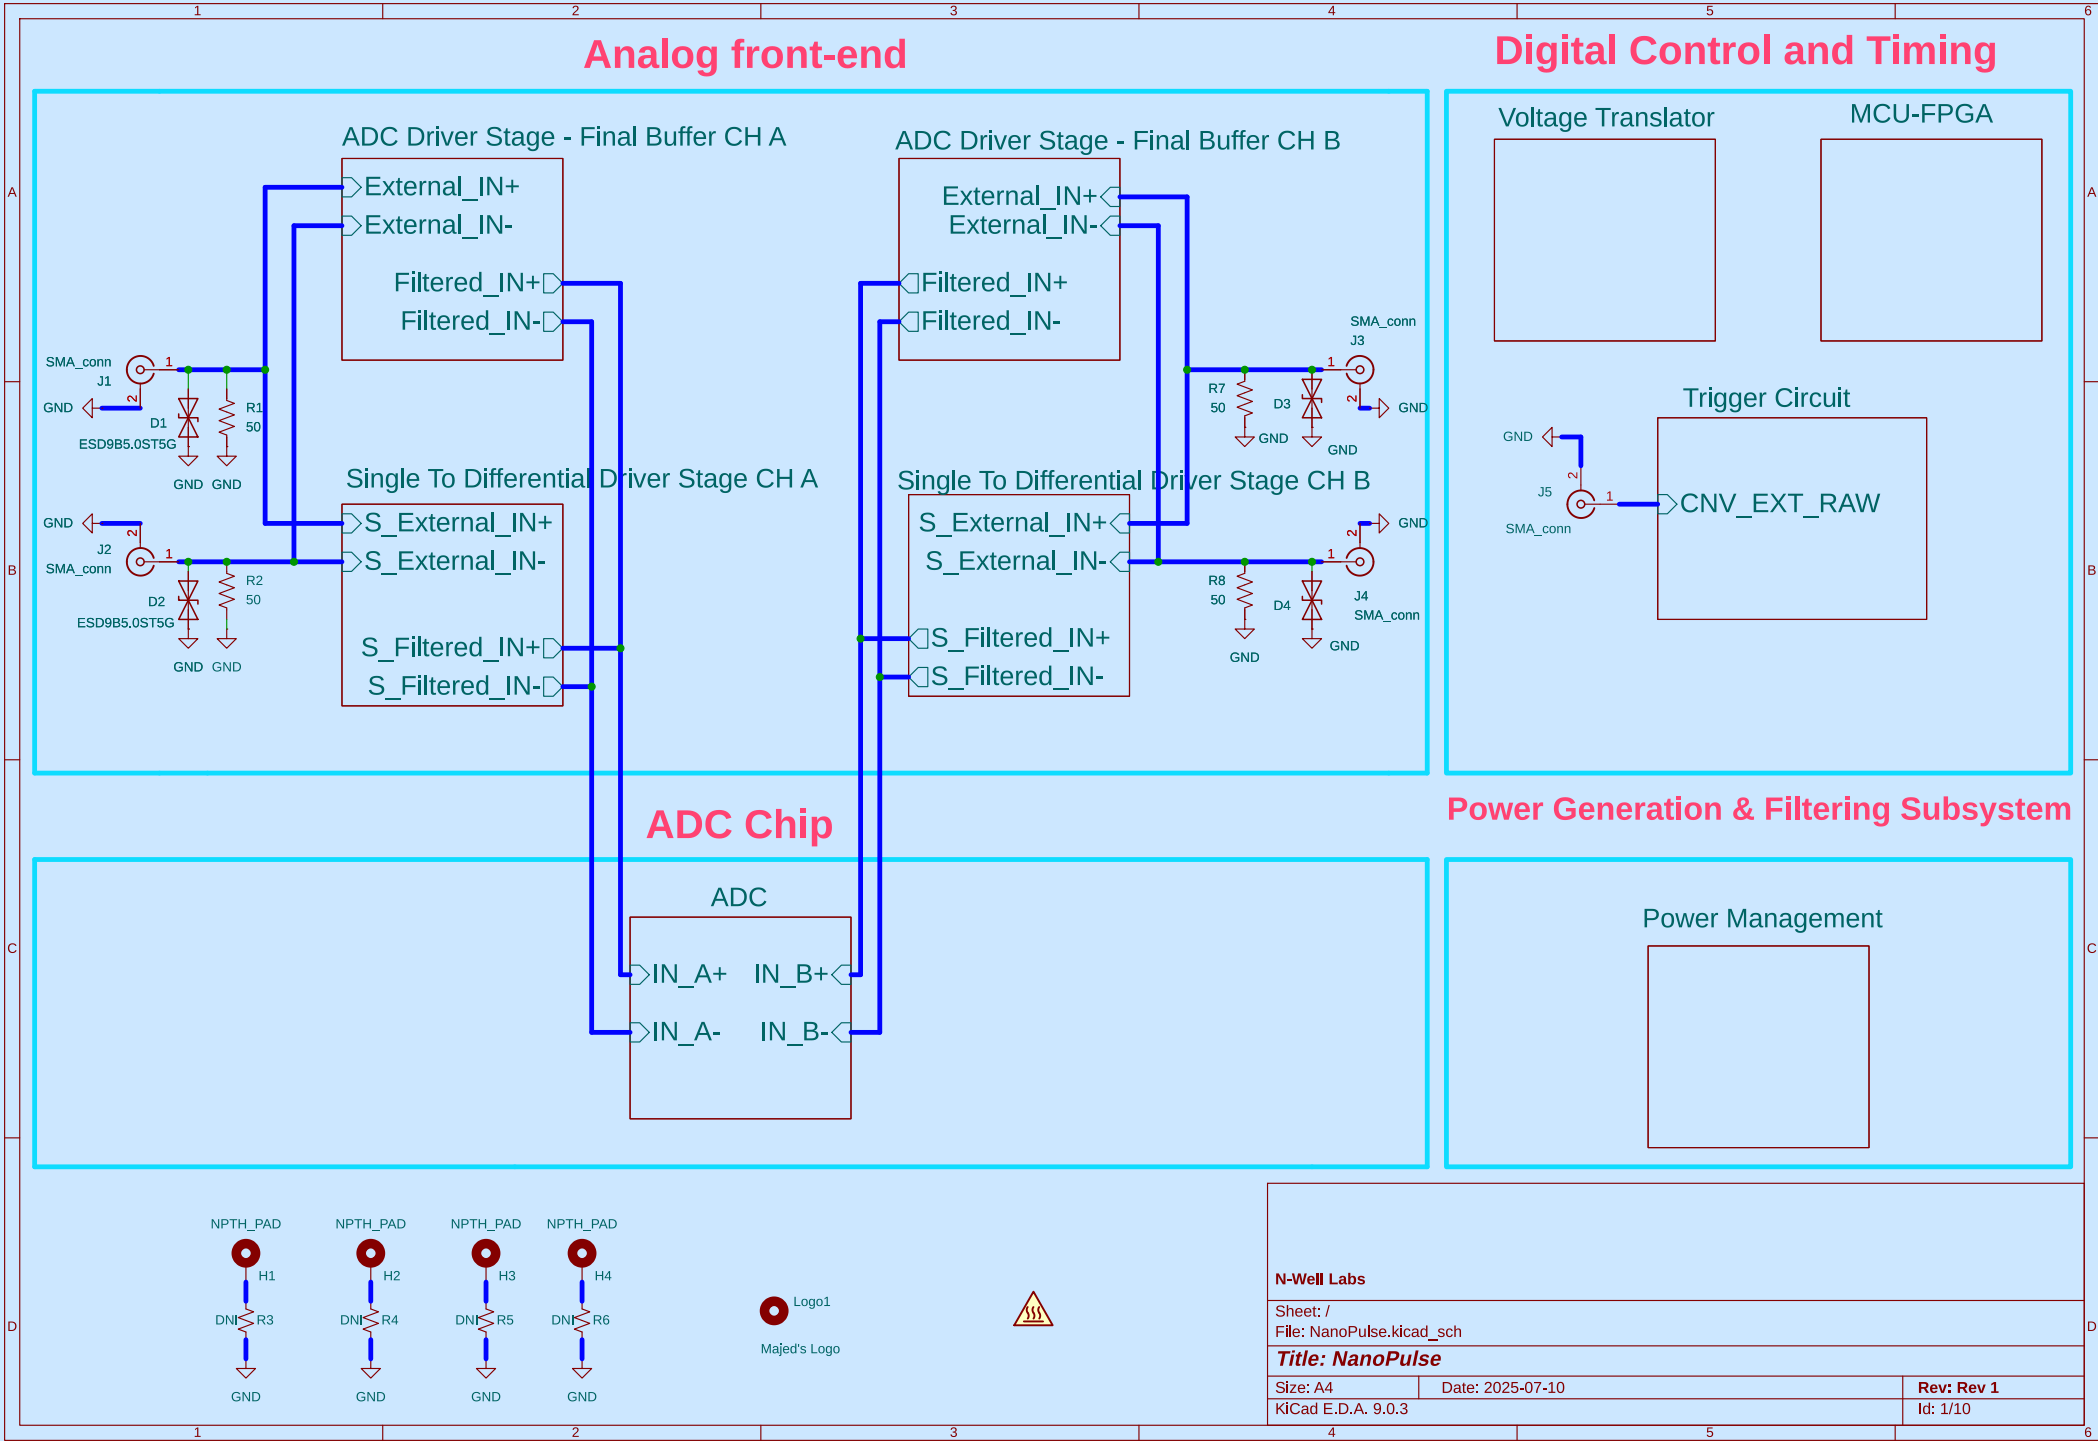 1 2 3 4 5 6
Analog front-end
Digital Control and Timing
ADC Driver Stage - Final Buffer CH A
External_IN+
External_IN-
Filtered_IN+
Filtered_IN-
ADC Driver Stage - Final Buffer CH B
External_IN+
External_IN-
Filtered_IN+
Filtered_IN-
Voltage Translator
MCU-FPGA
A
A
SMA_conn
J1
1
2
GND
D1
ESD9B5.0ST5G
R1
50
GND GND
SMA_conn
J3
1
2
GND
R7
50
D3
GND
GND
Single To Differential Driver Stage CH A
S_External_IN+
S_External_IN-
S_Filtered_IN+
S_Filtered_IN-
GND
2
J2
1
SMA_conn
D2
ESD9B5.0ST5G
R2
50
GND GND
Single To Differential Driver Stage CH B
S_External_IN+
S_External_IN-
S_Filtered_IN+
S_Filtered_IN-
GND
2
1
J4
SMA_conn
R8
50
D4
GND
GND
Trigger Circuit
GND
2
J5
1
SMA_conn
CNV_EXT_RAW
B
B
ADC Chip
Power Generation & Filtering Subsystem
ADC
IN_A+ IN_B+
IN_A- IN_B-
Power Management
C
C
NPTH_PAD NPTH_PAD NPTH_PAD NPTH_PAD
H1 H2 H3 H4
DNI R3 DNI R4 DNI R5 DNI R6
GND GND GND GND
Logo1
Majed's Logo
D
D
N-Well Labs
Sheet: /
File: NanoPulse.kicad_sch
Title: NanoPulse
Size: A4 Date: 2025-07-10 Rev: Rev 1
KiCad E.D.A. 9.0.3 Id: 1/10
1 2 3 4 5 6